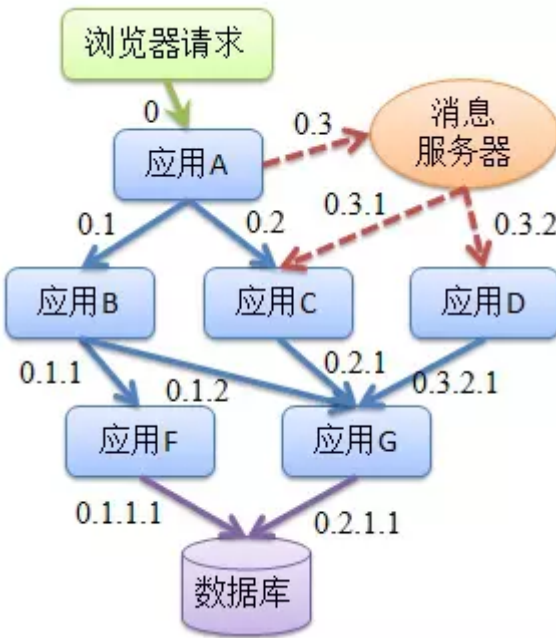 浏览器请求
0
0.3
消息
服务器
应用A
0.1
0.2
0.3.1
0.3.2
应用B
应用C
应用D
0.1.1
0.1.2
0.2.1
0.3.2.1
应用F
应用G
0.1.1.1
0.2.1.1
数据库